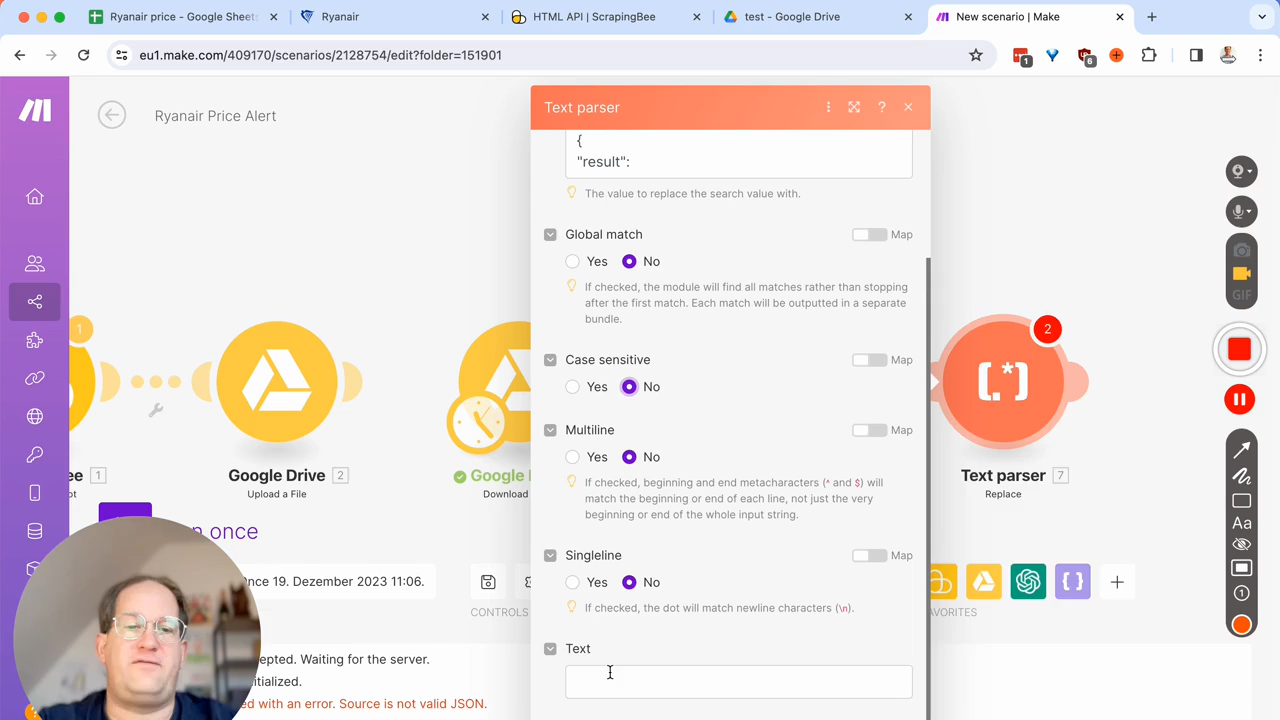 Ryanair price - Google Shee
Ryanair
HTML API | ScrapingBee
test - Google Drive
New scenario | Make
eu1.make.com/409170/scenarios/2128754/edit?folder=151901
1
6
Ryanair Price Alert
Text parser
{
"result":
The value to replace the search value with.
Global match
Map
Yes
No
If checked, the module will find all matches rather than stopping
after the first match. Each match will be outputted in a separate
bundle.
Case sensitive
Map
Yes
No
Multiline
Map
Yes
No
If checked, beginning and end metacharacters (^ and $) will
match the beginning or end of each line, not just the very
beginning or end of the whole input string.
Singleline
Map
Yes
No
If checked, the dot will match newline characters (\n).
Text
1
ee 1
Google Drive 2
Upload a File
Google
Download
2
[.*]
Text parser 7
Replace
n once
nce 19. Dezember 2023 11:06.
CONTROLS
{ }
AVORITES
epted. Waiting for the server.
itialized.
d with an error. Source is not valid JSON.
GIF
Aa
1